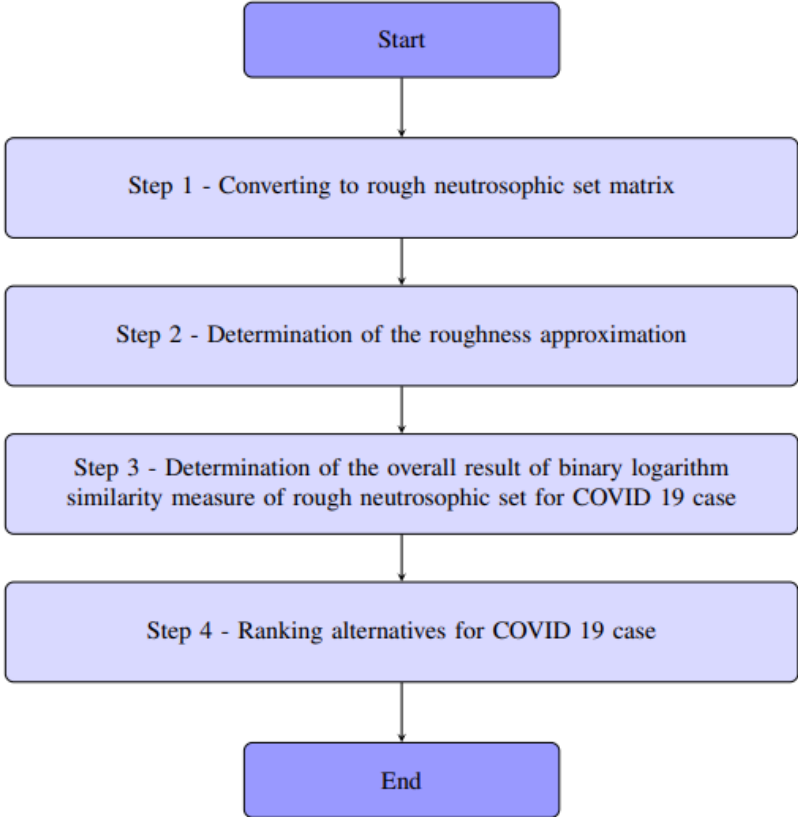 Start
Step 1 - Converting to rough neutrosophic set matrix
Step 2 - Determination of the roughness approximation
Step 3 - Determination of the overall result of binary logarithm
similarity measure of rough neutrosophic set for COVID 19 case
Step 4 - Ranking alternatives for COVID 19 case
End